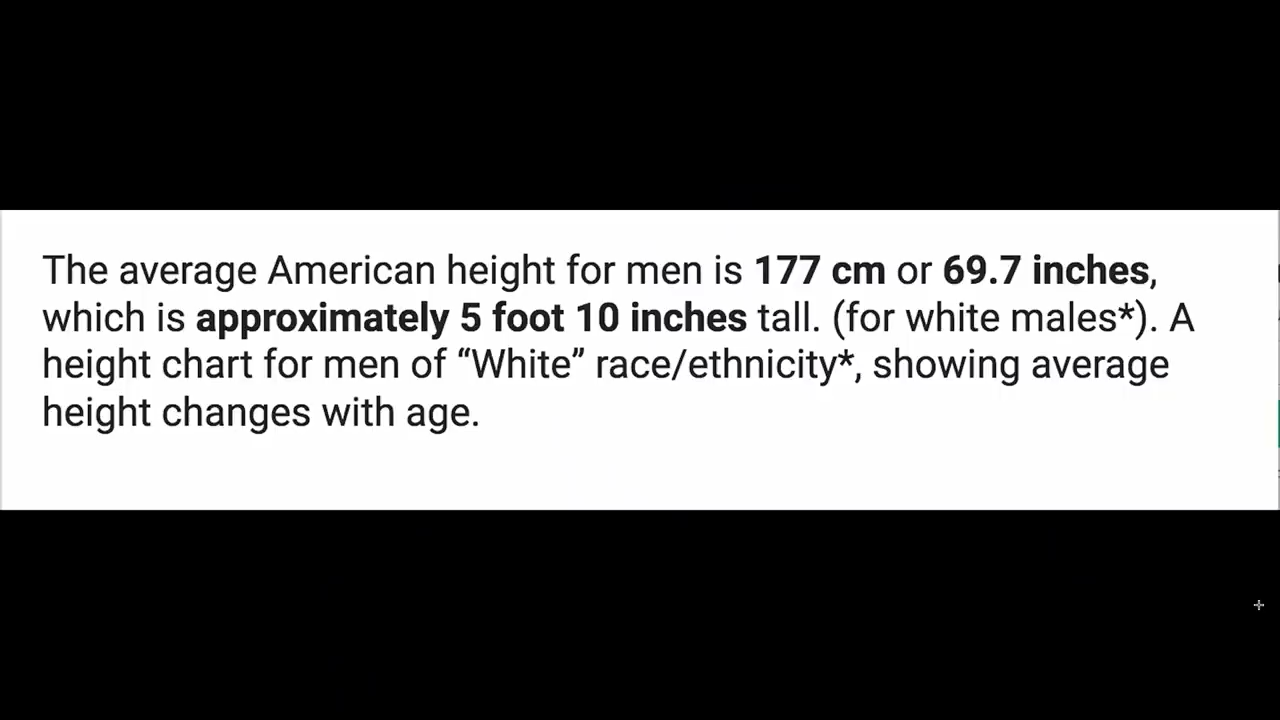 The average American height for men is 177 cm or 69.7 inches,
which is approximately 5 foot 10 inches tall. (for white males*). A
height chart for men of “White” race/ethnicity*, showing average
height changes with age.